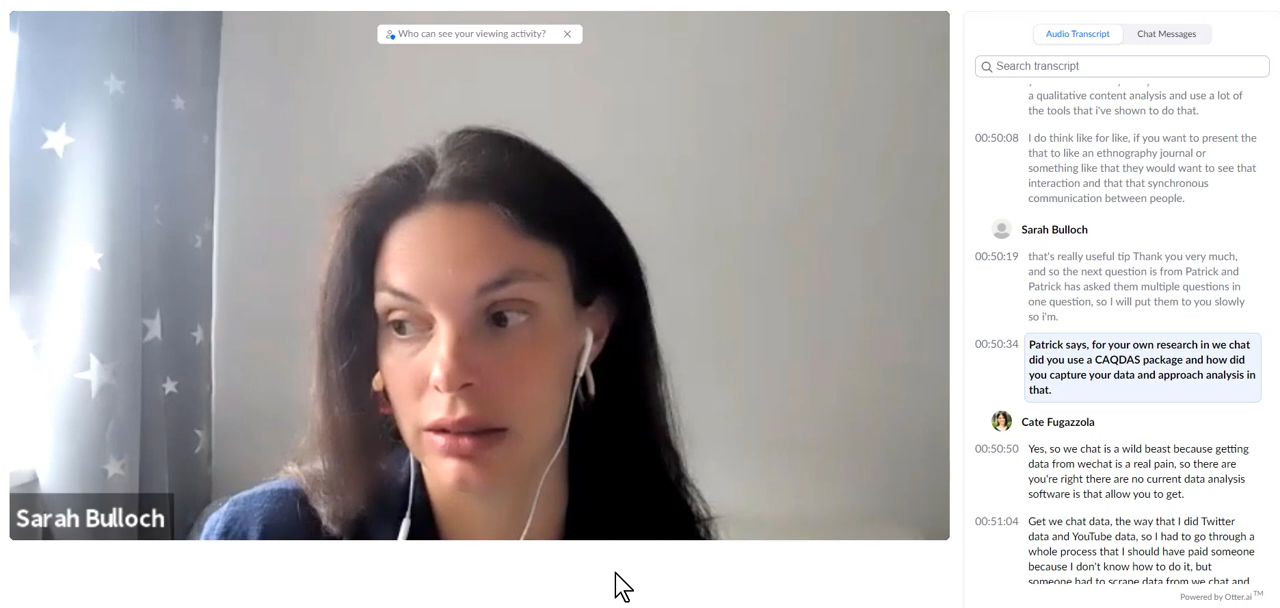 Who can see your viewing activity?
Sarah Bulloch
Audio Transcript
Chat Messages
Search transcript
a qualitative content analysis and use a lot of
the tools that i've shown to do that.
00:50:08
I do think like for like, if you want to present the
that to like an ethnography journal or
something like that they would want to see that
interaction and that that synchronous
communication between people.
Sarah Bulloch
00:50:19
that's really useful tip Thank you very much,
and so the next question is from Patrick and
Patrick has asked them multiple questions in
one question, so I will put them to you slowly
so i'm.
00:50:34
Patrick says, for your own research in we chat
did you use a CAQDAS package and how did
you capture your data and approach analysis in
that.
Cate Fugazzola
00:50:50
Yes, so we chat is a wild beast because getting
data from wechat is a real pain, so there are
you're right there are no current data analysis
software is that allow you to get.
00:51:04
Get we chat data, the way that I did Twitter
data and YouTube data, so I had to go through a
whole process that I should have paid someone
because I don't know how to do it, but
someone had to scrape data from we chat and
Powered by Otter.ai TM